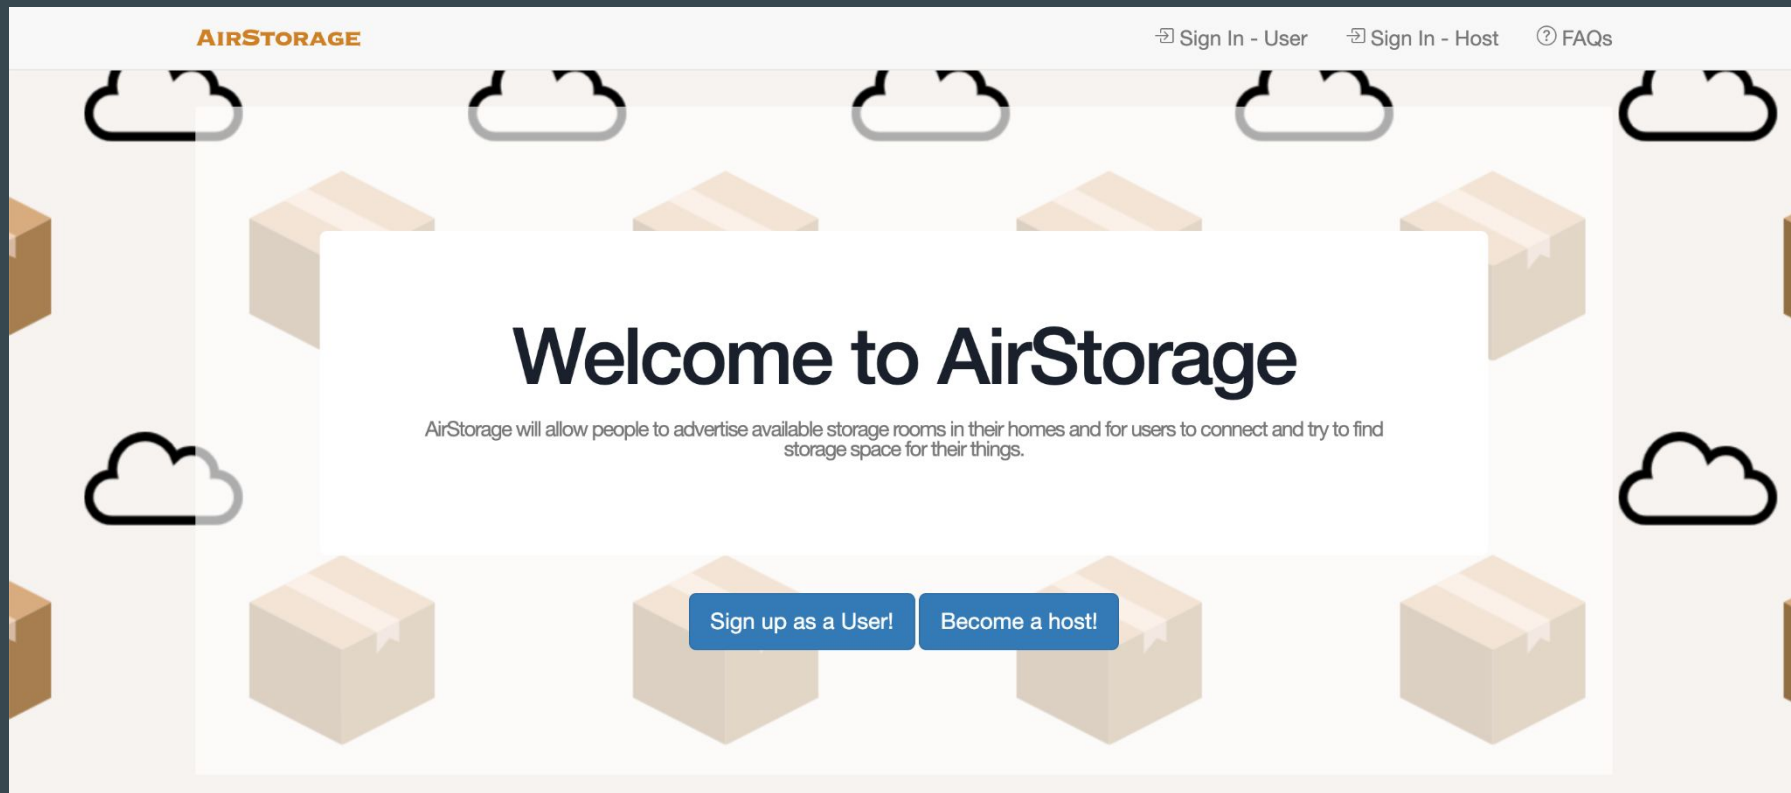 AIRSTORAGE
Sign In - User
Sign In - Host
FAQs
Welcome to AirStorage
AirStorage will allow people to advertise available storage rooms in their homes and for users to connect and try to find
storage space for their things.
Sign up as a User!
Become a host!